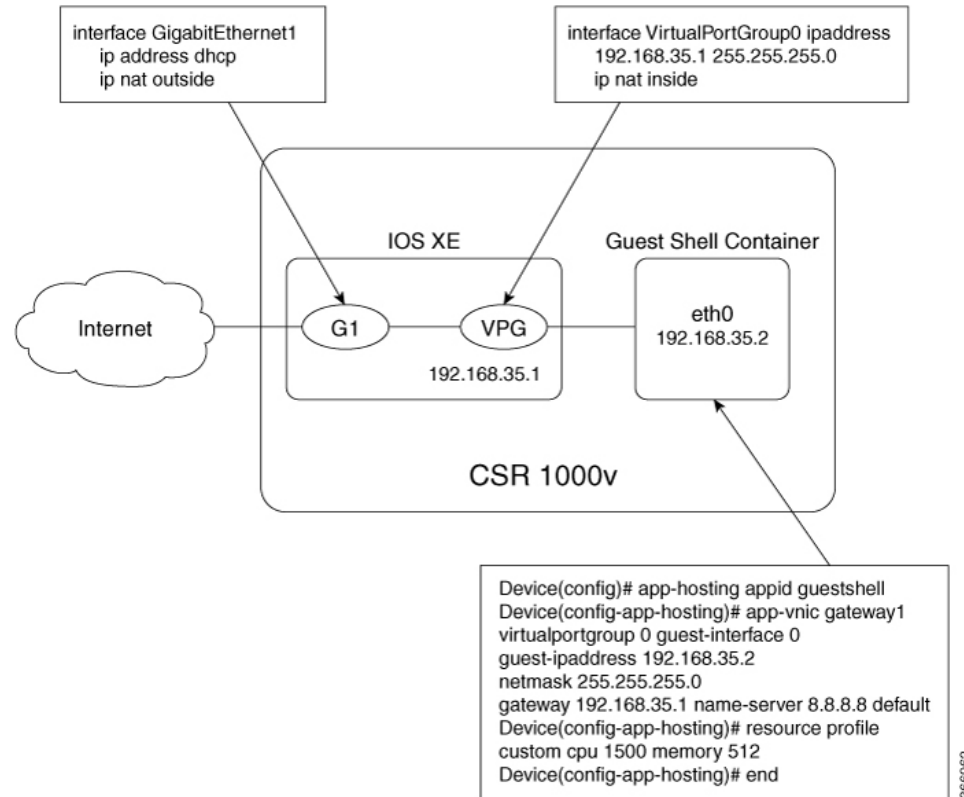 interface GigabitEthernet1
ip address dhcp
ip nat outside
interface VirtualPortGroup0 ipaddress
192.168.35.1 255.255.255.0
ip nat inside
IOS XE
Guest Shell Container
Internet
G1
VPG
192.168.35.1
eth0
192.168.35.2
CSR 1000v
Device(config)# app-hosting appid guestshell
Device(config-app-hosting)# app-vnic gateway1
virtualportgroup 0 guest-interface 0
guest-ipaddress 192.168.35.2
netmask 255.255.255.0
gateway 192.168.35.1 name-server 8.8.8.8 default
Device(config-app-hosting)# resource profile
custom cpu 1500 memory 512
Device(config-app-hosting)# end